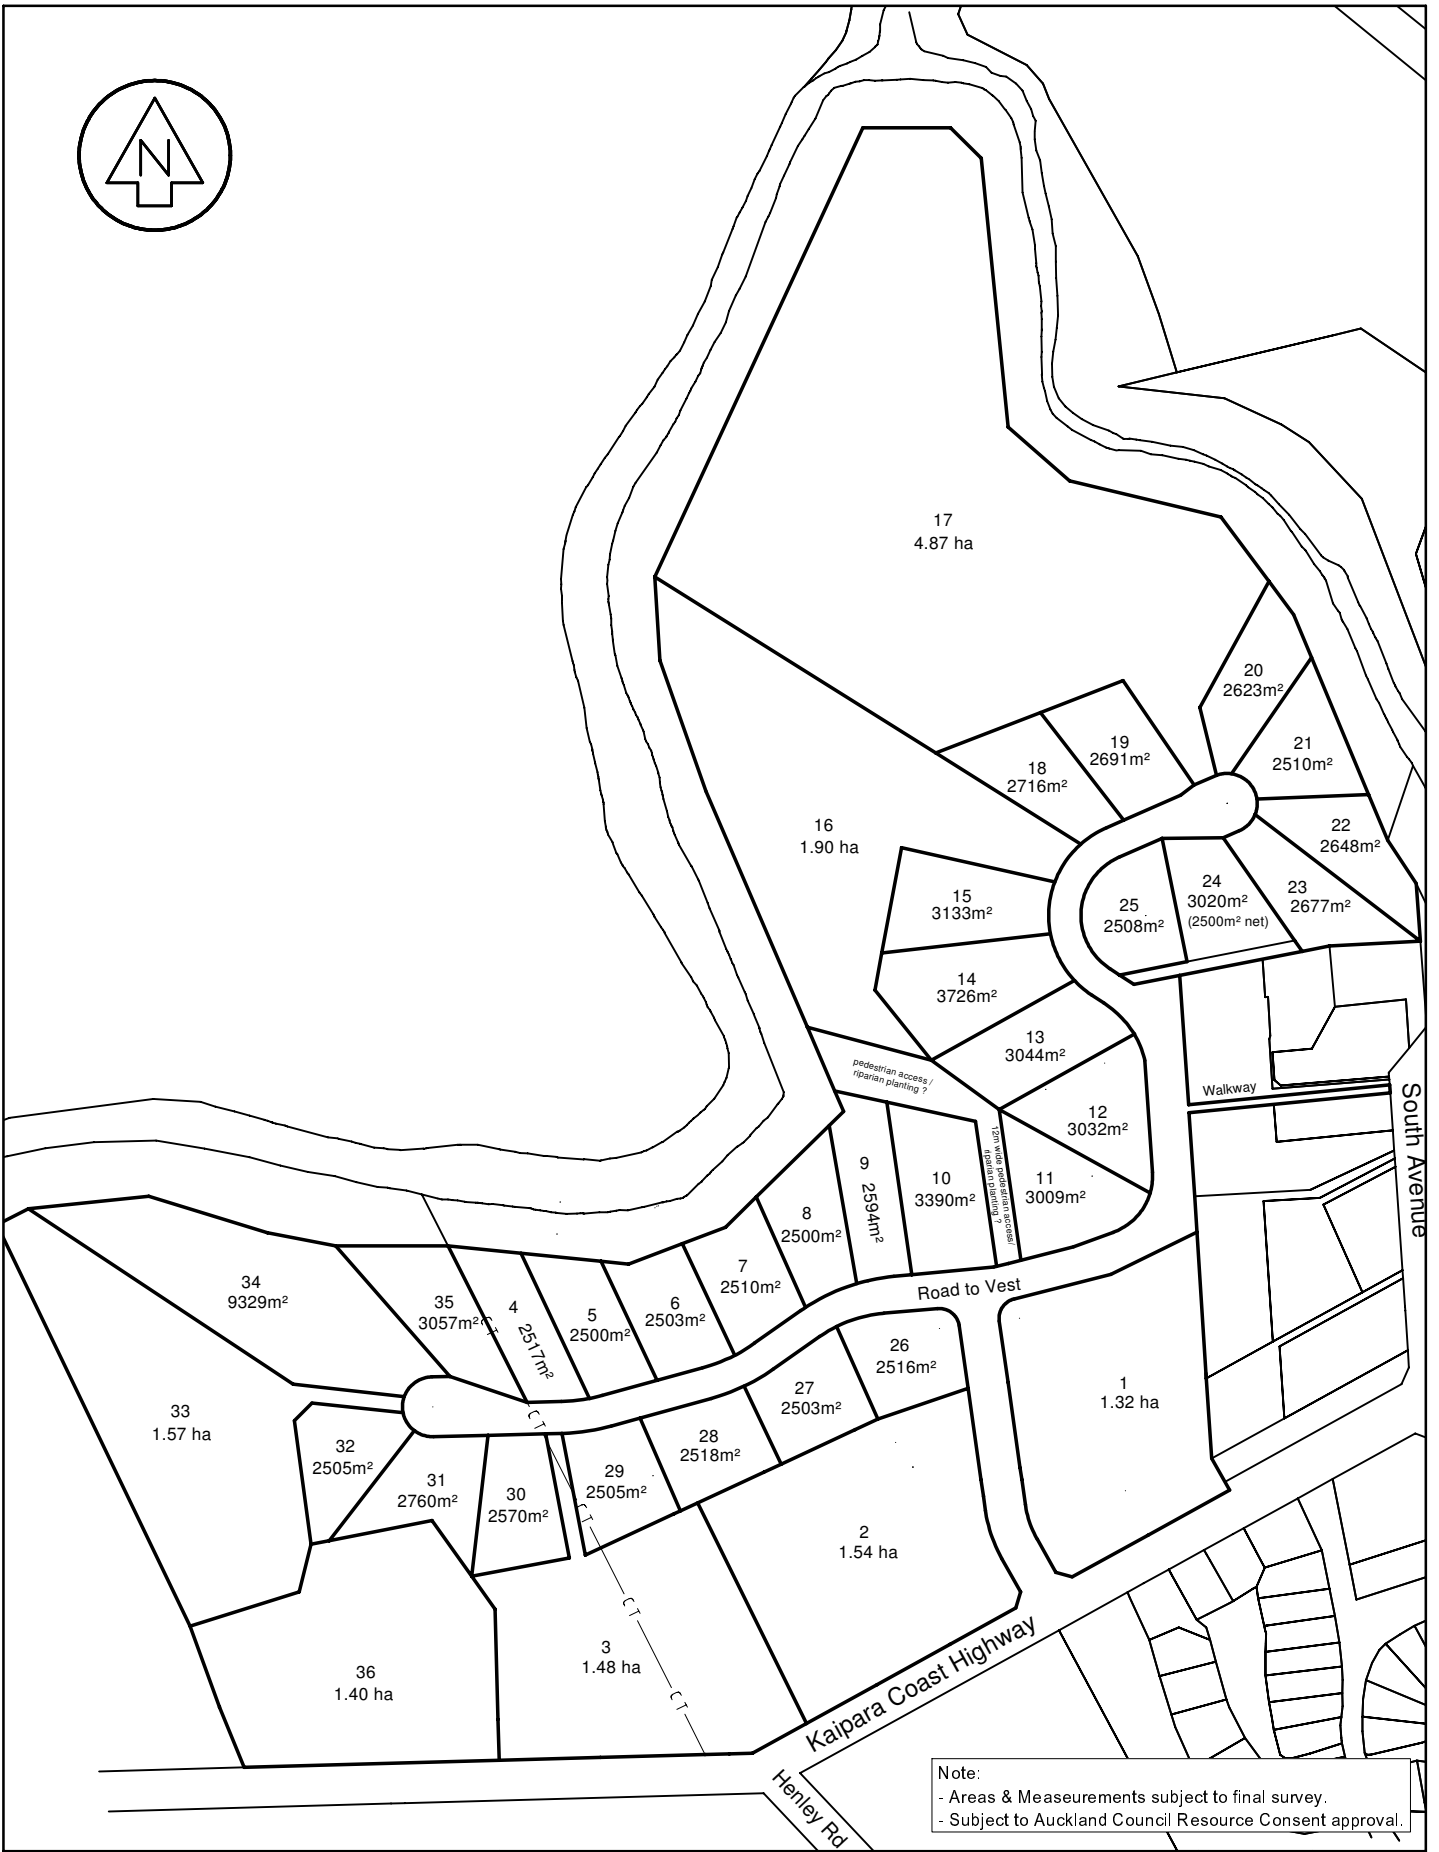 N
17
4.87 ha
20
2623m²
19
2691m²
21
2510m²
18
2716m²
16
1.90 ha
22
2648m²
15
3133m²
25
2508m²
24
3020m²
(2500m² net)
23
2677m²
14
3726m²
13
3044m²
pedestrian access /
riparian planting ?
Walkway
South Avenue
12
3032m²
12m wide pedestrian access/
riparian planting ?
9
2594m²
10
3390m²
11
3009m²
8
2500m²
7
2510m²
Road to Vest
34
9329m²
35
3057m²
4
2517m²
5
2500m²
6
2503m²
26
2516m²
1
1.32 ha
27
2503m²
33
1.57 ha
32
2505m²
28
2518m²
31
2760m²
30
2570m²
29
2505m²
CT
CT
CT
CT
CT
2
1.54 ha
3
1.48 ha
36
1.40 ha
Kaipara Coast Highway
Henley Rd
Note:
- Areas & Measeurements subject to final survey.
- Subject to Auckland Council Resource Consent approval.